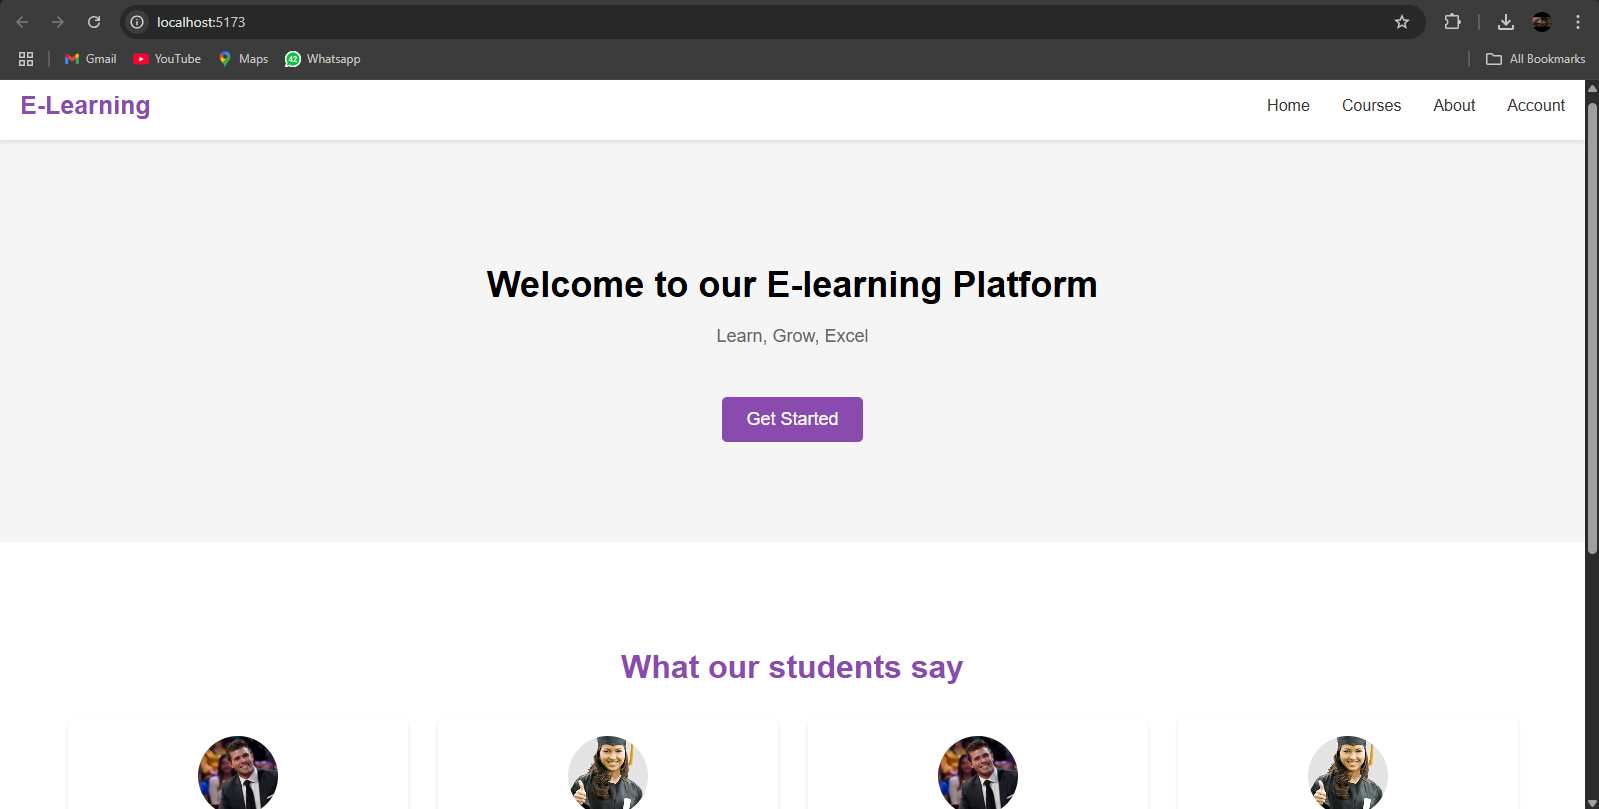 localhost:5173
Gmail YouTube Maps 42 Whatsapp All Bookmarks
E-Learning Home Courses About Account
Welcome to our E-learning Platform
Learn, Grow, Excel
Get Started
What our students say